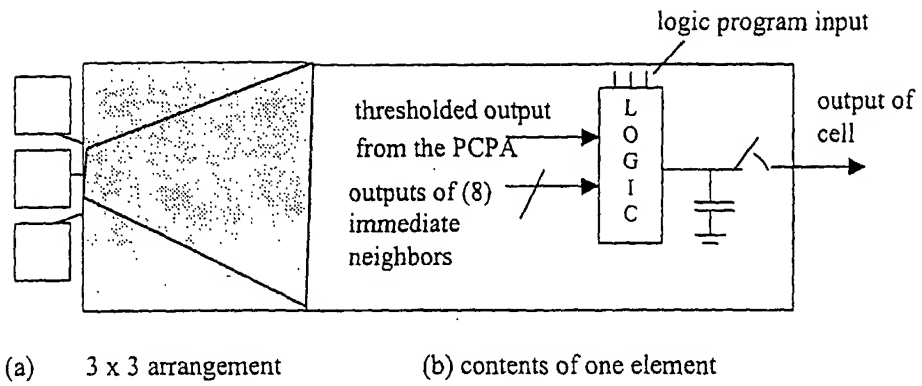 logic program input
thresholded output
from the PCPA
outputs of (8)
immediate
neighbors
L
O
G
I
C
output of
cell
(a) 3 x 3 arrangement (b) contents of one element